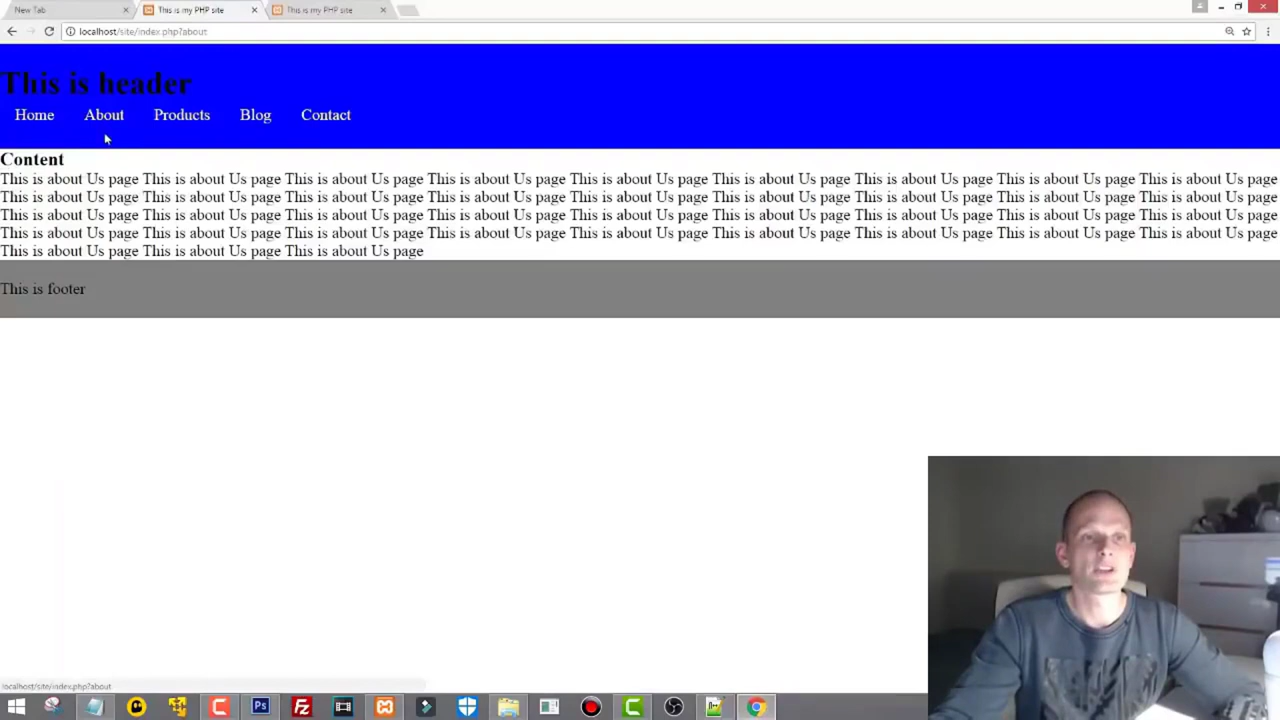 New Tab
This is my PHP site
This is my PHP site
localhost/site/index.php?about
This is header
Home About Products Blog Contact
Content
This is about Us page This is about Us page This is about Us page This is about Us page This is about Us page This is about Us page This is about Us page This is about Us page This is about Us page
This is about Us page This is about Us page This is about Us page This is about Us page This is about Us page This is about Us page This is about Us page This is about Us page This is about Us page
This is about Us page This is about Us page This is about Us page This is about Us page This is about Us page This is about Us page This is about Us page This is about Us page This is about Us page
This is about Us page This is about Us page This is about Us page This is about Us page This is about Us page This is about Us page This is about Us page This is about Us page This is about Us page
This is about Us page This is about Us page This is about Us page
This is footer
localhost/site/index.php?about